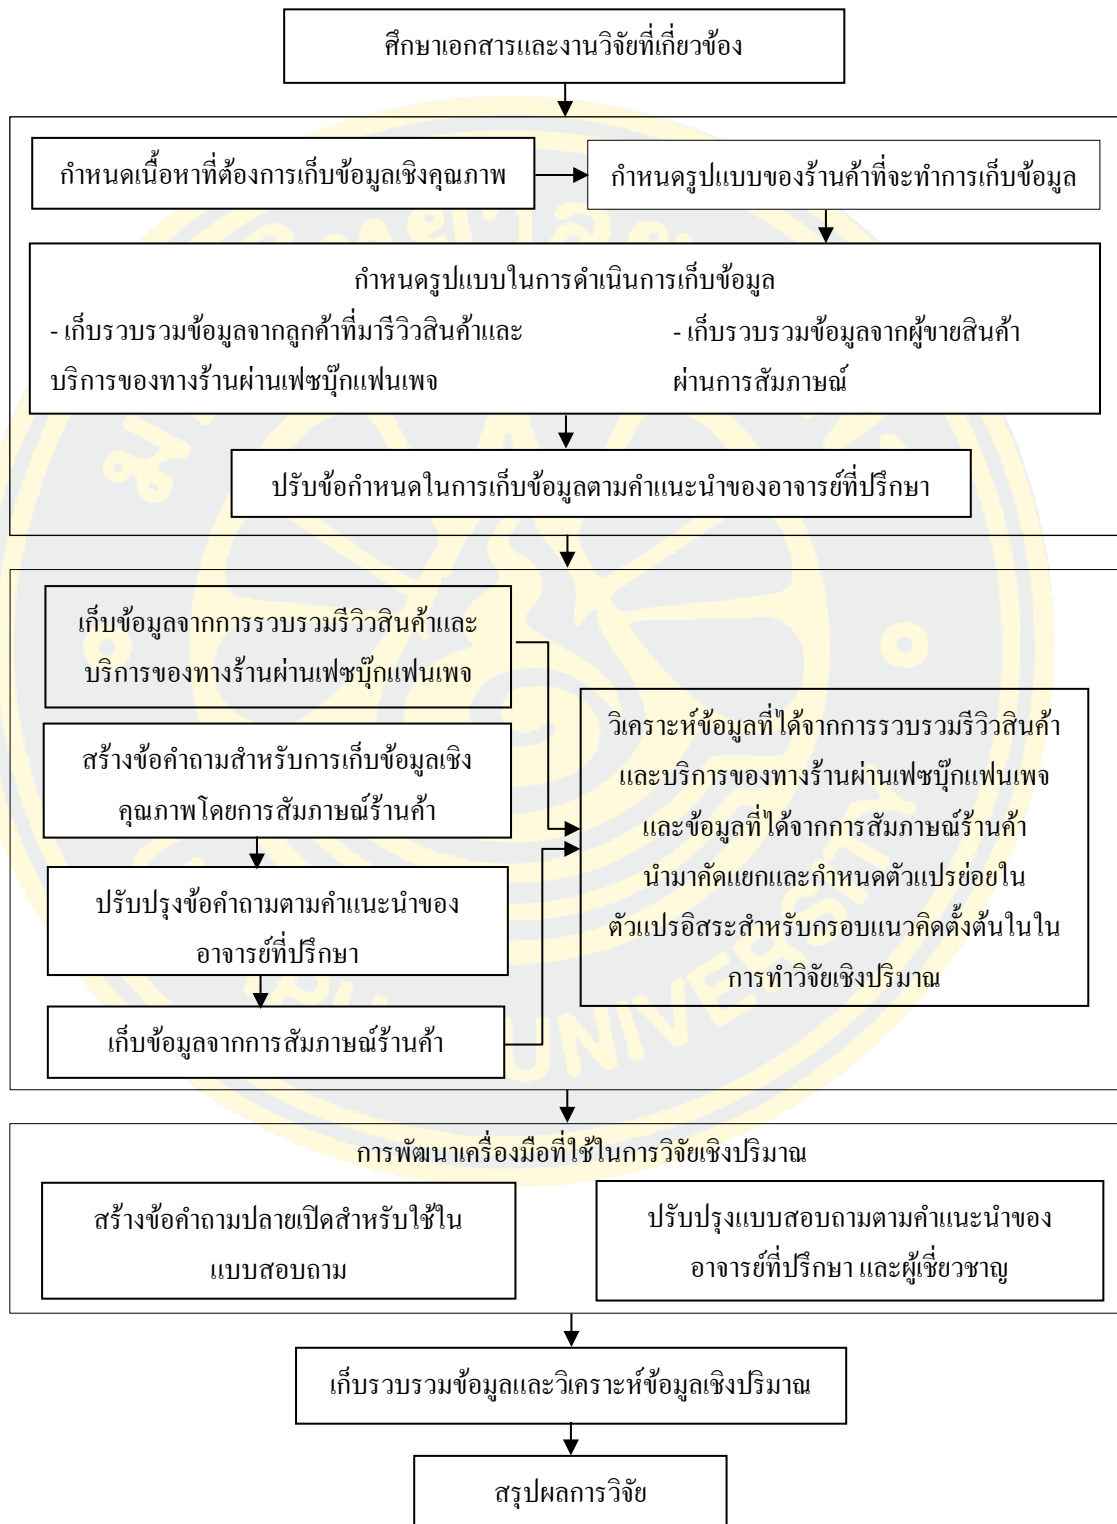 ศึกษาเอกสารและงานวิจัยที่เกี่ยวข้อง
กำหนดเนื้อหาที่ต้องการเก็บข้อมูลเชิงคุณภาพ
กำหนดรูปแบบของร้านค้าที่จะทำการเก็บข้อมูล
กำหนดรูปแบบในการดำเนินการเก็บข้อมูล
- เก็บรวบรวมข้อมูลจากลูกค้าที่มารีวิวสินค้าและ
บริการของทางร้านผ่านเฟซบุ๊กแฟนเพจ
- เก็บรวบรวมข้อมูลจากผู้ขายสินค้า
ผ่านการสัมภาษณ์
ปรับข้อกำหนดในการเก็บข้อมูลตามคำแนะนำของอาจารย์ที่ปรึกษา
เก็บข้อมูลจากการรวบรวมรีวิวสินค้าและ
บริการของทางร้านผ่านเฟซบุ๊กแฟนเพจ
สร้างข้อคำถามสำหรับการเก็บข้อมูลเชิง
คุณภาพโดยการสัมภาษณ์ร้านค้า
ปรับปรุงข้อคำถามตามคำแนะนำของ
อาจารย์ที่ปรึกษา
เก็บข้อมูลจากการสัมภาษณ์ร้านค้า
วิเคราะห์ข้อมูลที่ได้จากการรวบรวมรีวิวสินค้า
และบริการของทางร้านผ่านเฟซบุ๊กแฟนเพจ
และข้อมูลที่ได้จากการสัมภาษณ์ร้านค้า
นำมาคัดแยกและกำหนดตัวแปรย่อยใน
ตัวแปรอิสระสำหรับกรอบแนวคิดตั้งต้นในใน
การทำวิจัยเชิงปริมาณ
การพัฒนาเครื่องมือที่ใช้ในการวิจัยเชิงปริมาณ
สร้างข้อคำถามปลายเปิดสำหรับใช้ใน
แบบสอบถาม
ปรับปรุงแบบสอบถามตามคำแนะนำของ
อาจารย์ที่ปรึกษา และผู้เชี่ยวชาญ
เก็บรวบรวมข้อมูลและวิเคราะห์ข้อมูลเชิงปริมาณ
สรุปผลการวิจัย
UNIVERSITY